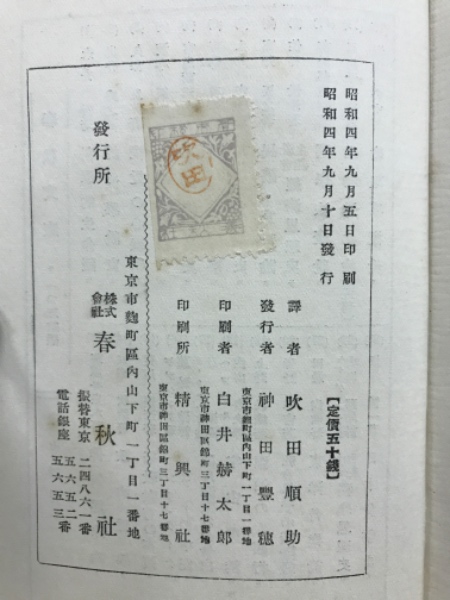 昭和四年九月五日印刷
昭和四年九月十日發行
【定價五十錢】
譯者 吹田順助
東京市麴町區內山下町一丁目一番地
發行者 神田豐穗
東京市神田區錦町三丁目十七番地
印刷者 白井赫太郎
東京市神田區錦町三丁目十七番地
印刷所 精興社
吹田
東京市麴町區內山下町一丁目一番地
發行所 株式會社 春秋社
振替東京二四八六一番
電話銀座 五六五二 五六五三番